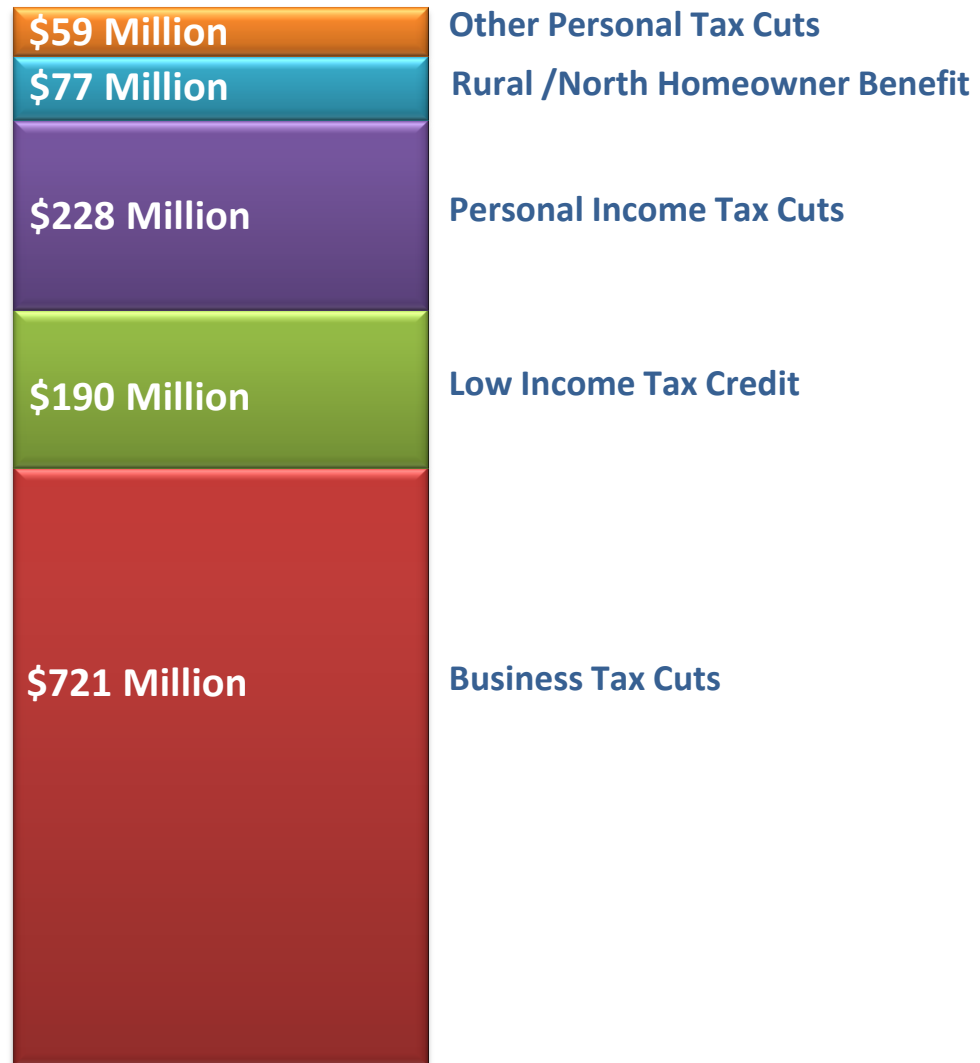 $59 Million Other Personal Tax Cuts
$77 Million Rural /North Homeowner Benefit
$228 Million Personal Income Tax Cuts
$190 Million Low Income Tax Credit
$721 Million Business Tax Cuts